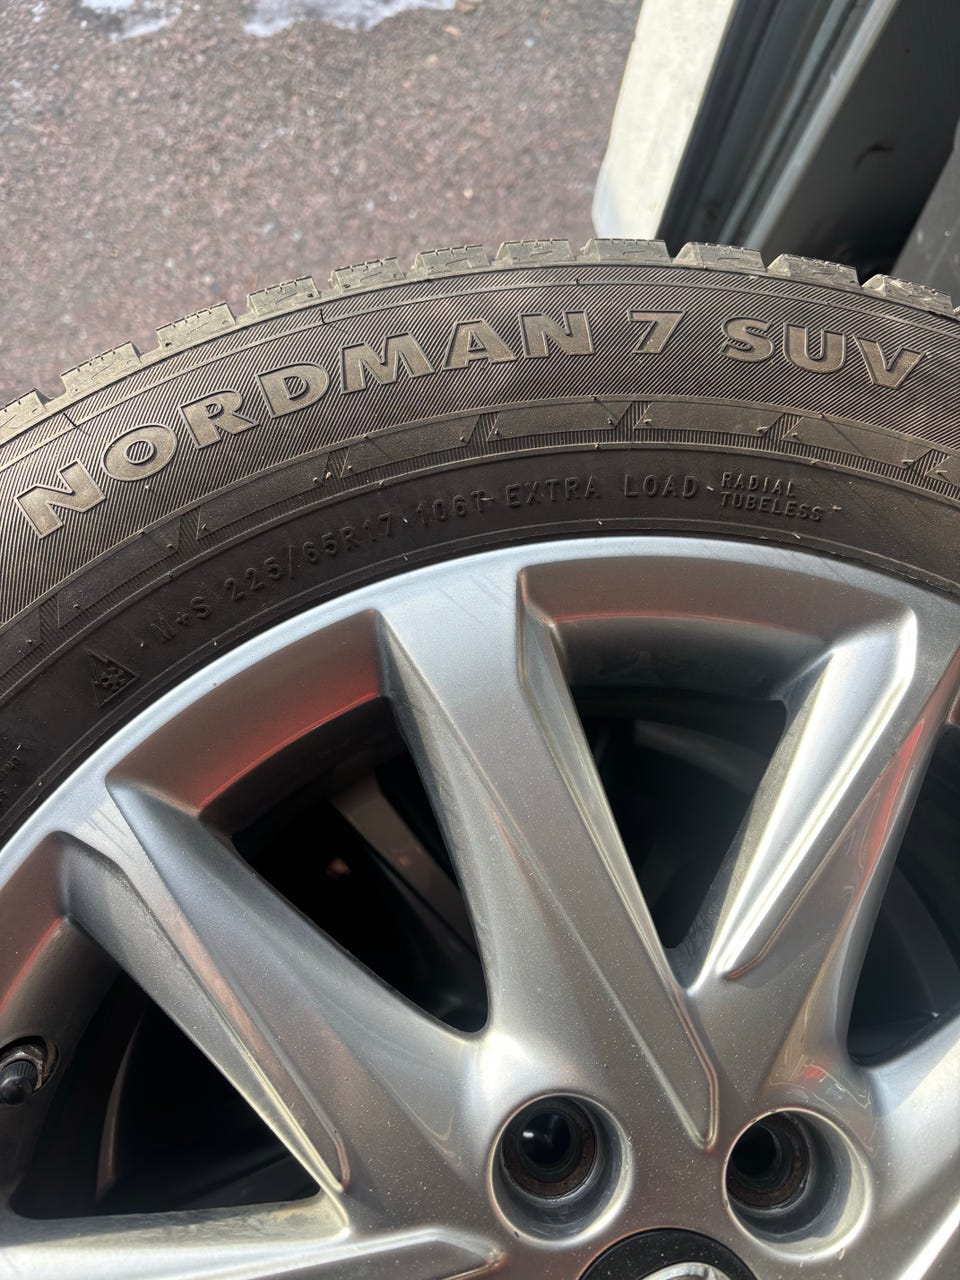 NORDMAN 7 SUV
M+S 225/65R17 106T EXTRA LOAD RADIAL
TUBELESS